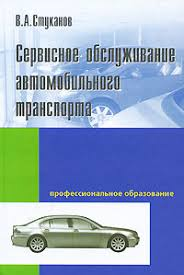 В.А.Стуканов
Сервисное обслуживание
автомобильного
транспорта
профессиональное образование